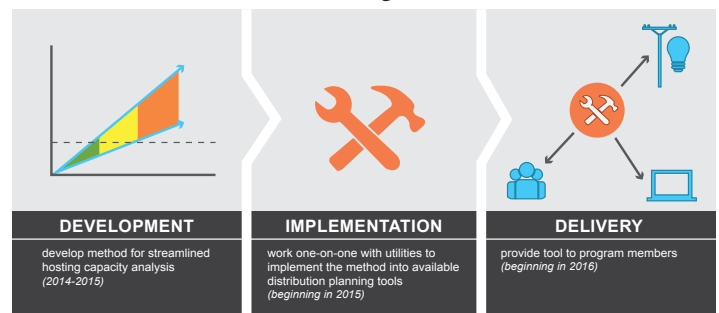 DEVELOPMENT
develop method for streamlined
hosting capacity analysis
(2014-2015)
IMPLEMENTATION
work one-on-one with utilities to
implement the method into available
distribution planning tools
(beginning in 2015)
DELIVERY
provide tool to program members
(beginning in 2016)